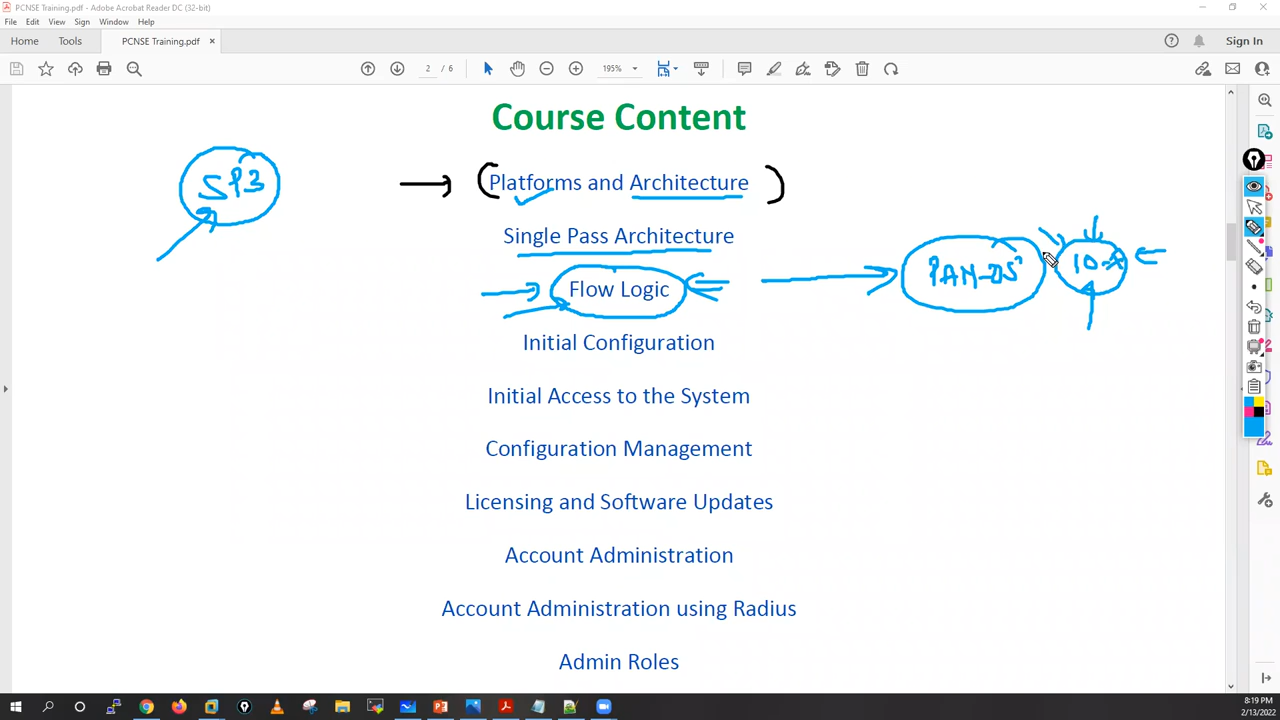 PCNSE Training.pdf - Adobe Acrobat Reader DC (32-bit)
File Edit View Sign Window Help
Home Tools PCNSE Training.pdf × Sign In
2 / 6 195%
Course Content
SP3
Platforms and Architecture
Single Pass Architecture
PAN-OS 10.x
Flow Logic
Initial Configuration
Initial Access to the System
Configuration Management
Licensing and Software Updates
Account Administration
Account Administration using Radius
Admin Roles
8:19 PM
2/13/2022